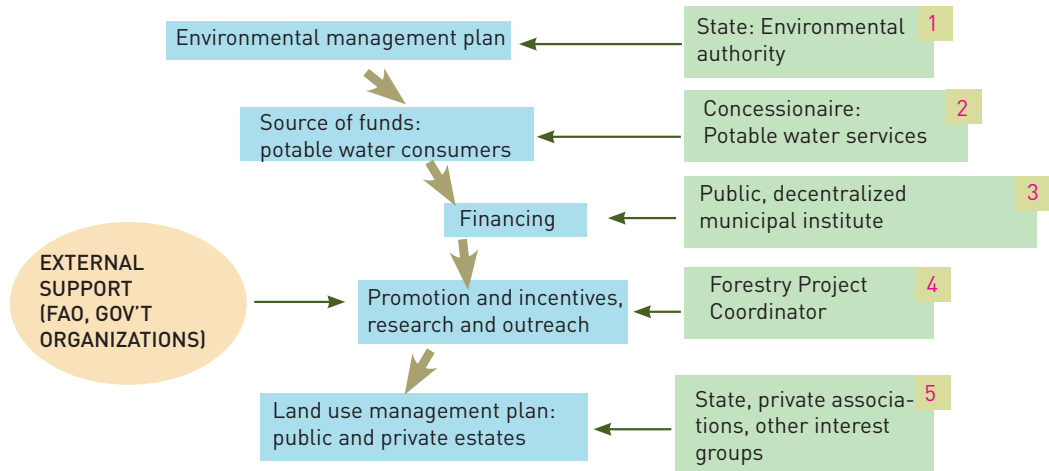 Environmental management plan
State: Environmental
authority
1
Source of funds:
potable water consumers
Concessionaire:
Potable water services
2
Financing
Public, decentralized
municipal institute
3
EXTERNAL
SUPPORT
(FAO, GOV'T
ORGANIZATIONS)
Promotion and incentives,
research and outreach
Forestry Project
Coordinator
4
Land use management plan:
public and private estates
State, private associa-
tions, other interest
groups
5